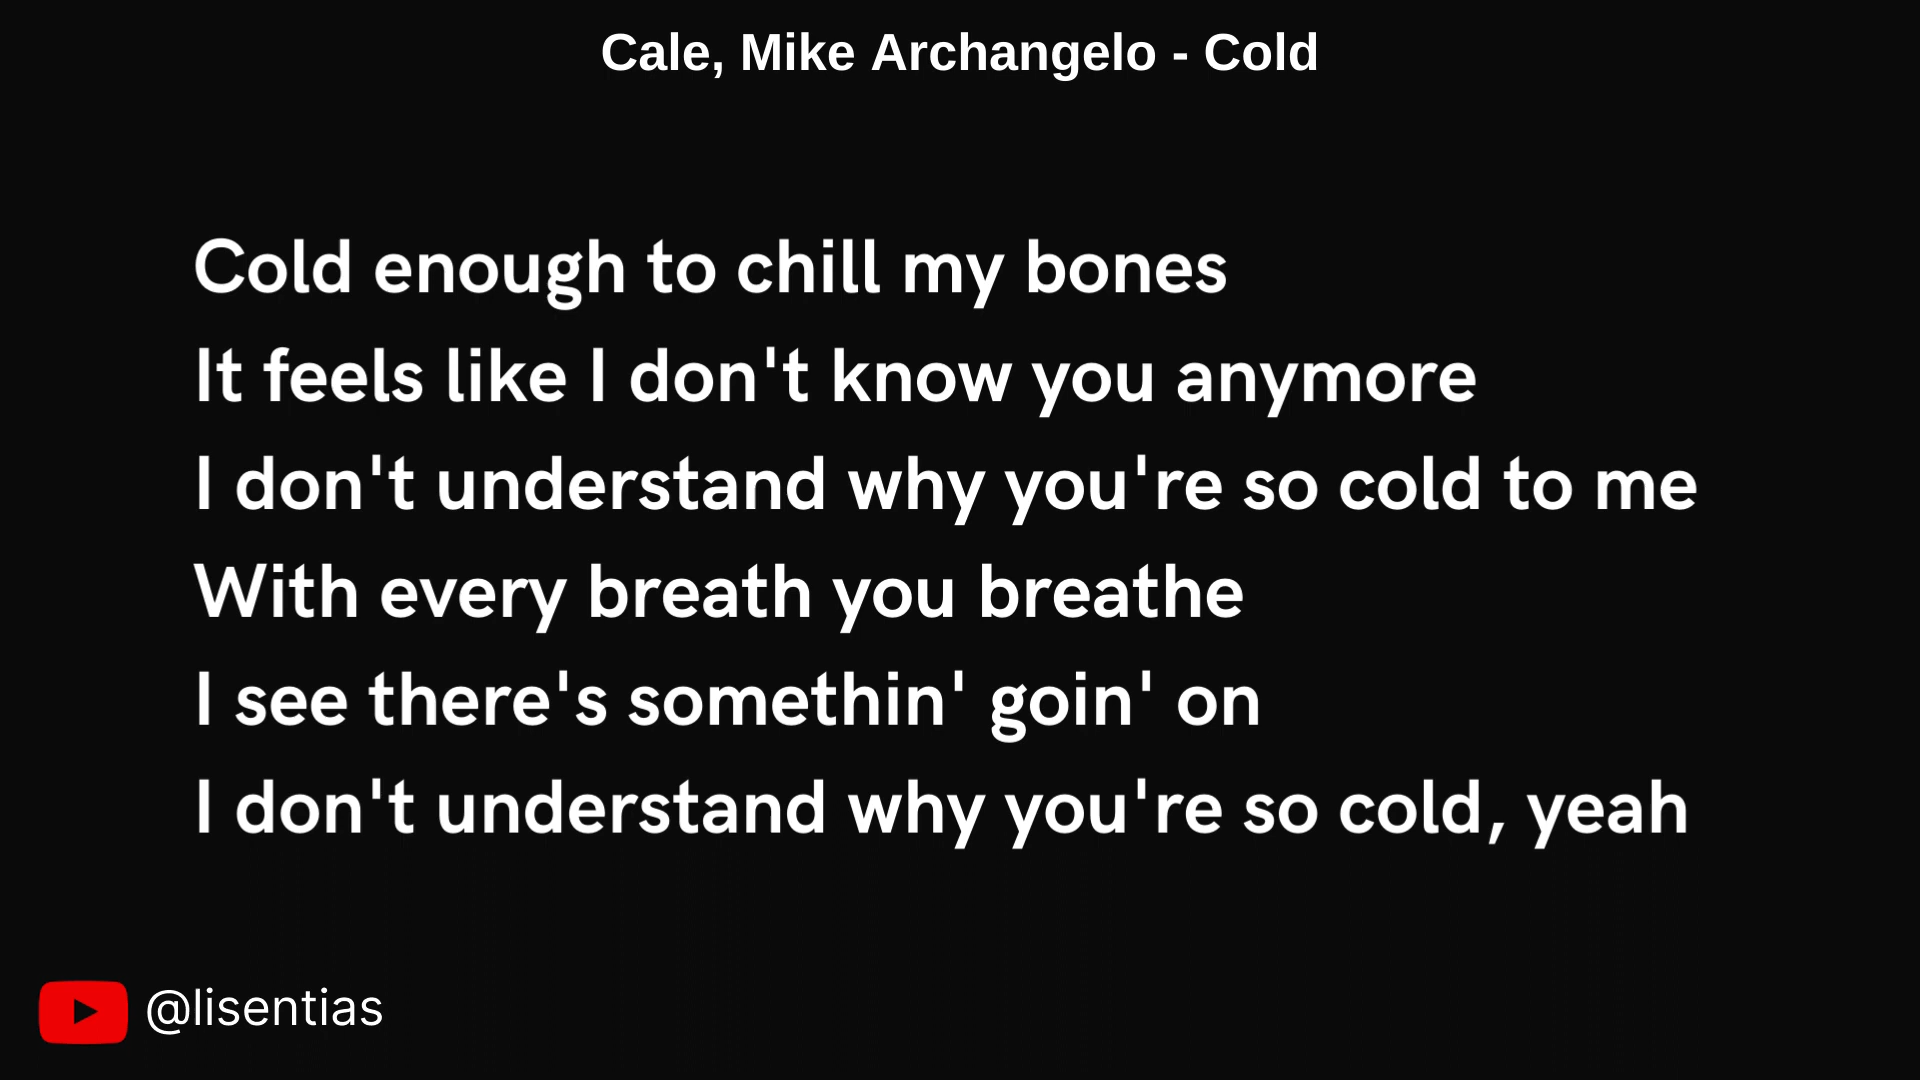 Cale, Mike Archangelo - Cold
Cold enough to chill my bones
It feels like I don't know you anymore
I don't understand why you're so cold to me
With every breath you breathe
I see there's somethin' goin' on
I don't understand why you're so cold, yeah
@lisentias